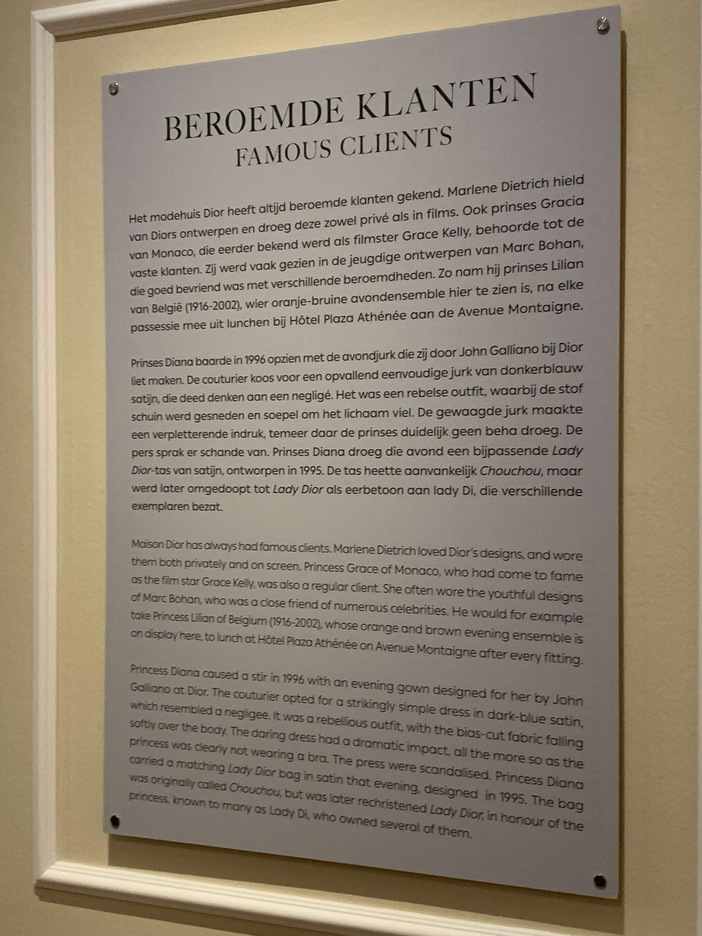 BEROEMDE KLANTEN
FAMOUS CLIENTS
Het modehuis Dior heeft altijd beroemde klanten gekend. Marlene Dietrich hield
van Diors ontwerpen en droeg deze zowel privé als in films. Ook prinses Gracia
van Monaco, die eerder bekend werd als filmster Grace Kelly, behoorde tot de
vaste klanten. Zij werd vaak gezien in de jeugdige ontwerpen van Marc Bohan,
die goed bevriend was met verschillende beroemdheden. Zo nam hij prinses Lilian
van België (1916-2002), wier oranje-bruine avondensemble hier te zien is, na elke
passessie mee uit lunchen bij Hôtel Plaza Athénée aan de Avenue Montaigne.
Prinses Diana baarde in 1996 opzien met de avondjurk die zij door John Galliano bij Dior
liet maken. De couturier koos voor een opvallend eenvoudige jurk van donkerblauw
satijn, die deed denken aan een negligé. Het was een rebelse outfit, waarbij de stof
schuin werd gesneden en soepel om het lichaam viel. De gewaagde jurk maakte
een verpletterende indruk, temeer daar de prinses duidelijk geen beha droeg. De
pers sprak er schande van. Prinses Diana droeg die avond een bijpassende Lady
Dior-tas van satijn, ontworpen in 1995. De tas heette aanvankelijk Chouchou, maar
werd later omgedoopt tot Lady Dior als eerbetoon aan lady Di, die verschillende
exemplaren bezat.
Maison Dior has always had famous clients. Marlene Dietrich loved Dior's designs, and wore
them both privately and on screen. Princess Grace of Monaco, who had come to fame
as the film star Grace Kelly, was also a regular client. She often wore the youthful designs
of Marc Bohan, who was a close friend of numerous celebrities. He would for example
take Princess Lilian of Belgium (1916-2002), whose orange and brown evening ensemble is
on display here, to lunch at Hôtel Plaza Athénée on Avenue Montaigne after every fitting.
Princess Diana caused a stir in 1996 with an evening gown designed for her by John
Galliano at Dior. The couturier opted for a strikingly simple dress in dark-blue satin,
which resembled a negligee. It was a rebellious outfit, with the bias-cut fabric falling
softly over the body. The daring dress had a dramatic impact, all the more so as the
princess was clearly not wearing a bra. The press were scandalised. Princess Diana
carried a matching Lady Dior bag in satin that evening, designed in 1995. The bag
was originally called Chouchou, but was later rechristened Lady Dior, in honour of the
princess, known to many as Lady Di, who owned several of them.